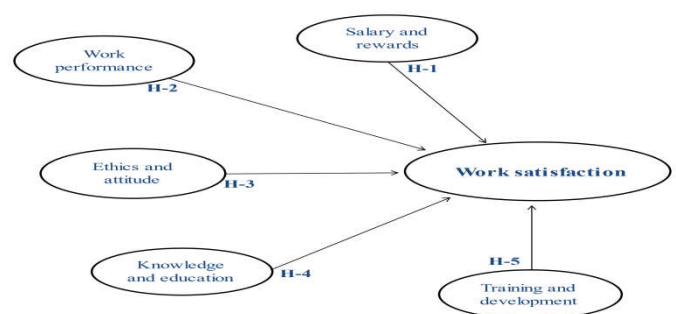 Salary and
rewards
H-1
Work
performance
H-2
Ethics and
attitude
H-3
Work satisfaction
Knowledge
and education
H-4
H-5
Training and
development